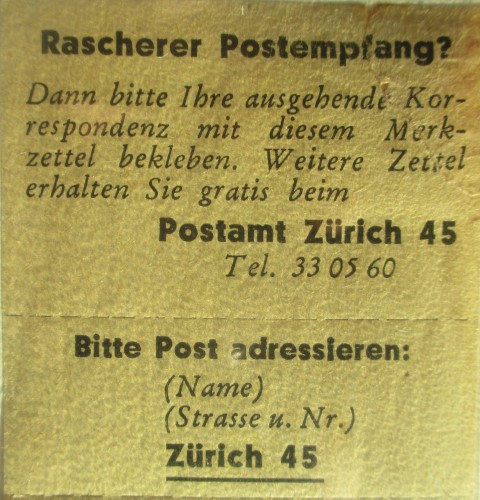 Rascherer Postempfang?
Dann bitte Ihre ausgehende Kor-
respondenz mit diesem Merk-
zettel bekleben. Weitere Zettel
erhalten Sie gratis beim
Postamt Zürich 45
Tel. 33 05 60
Bitte Post adressieren:
(Name)
(Strasse u. Nr.)
Zürich 45